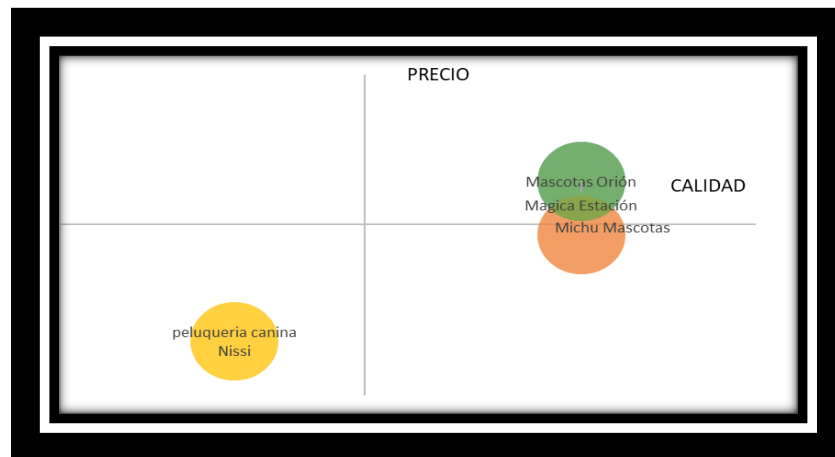 PRECIO
Mascotas Orión
CALIDAD
Magica Estación
Michu Mascotas
peluqueria canina
Nissi